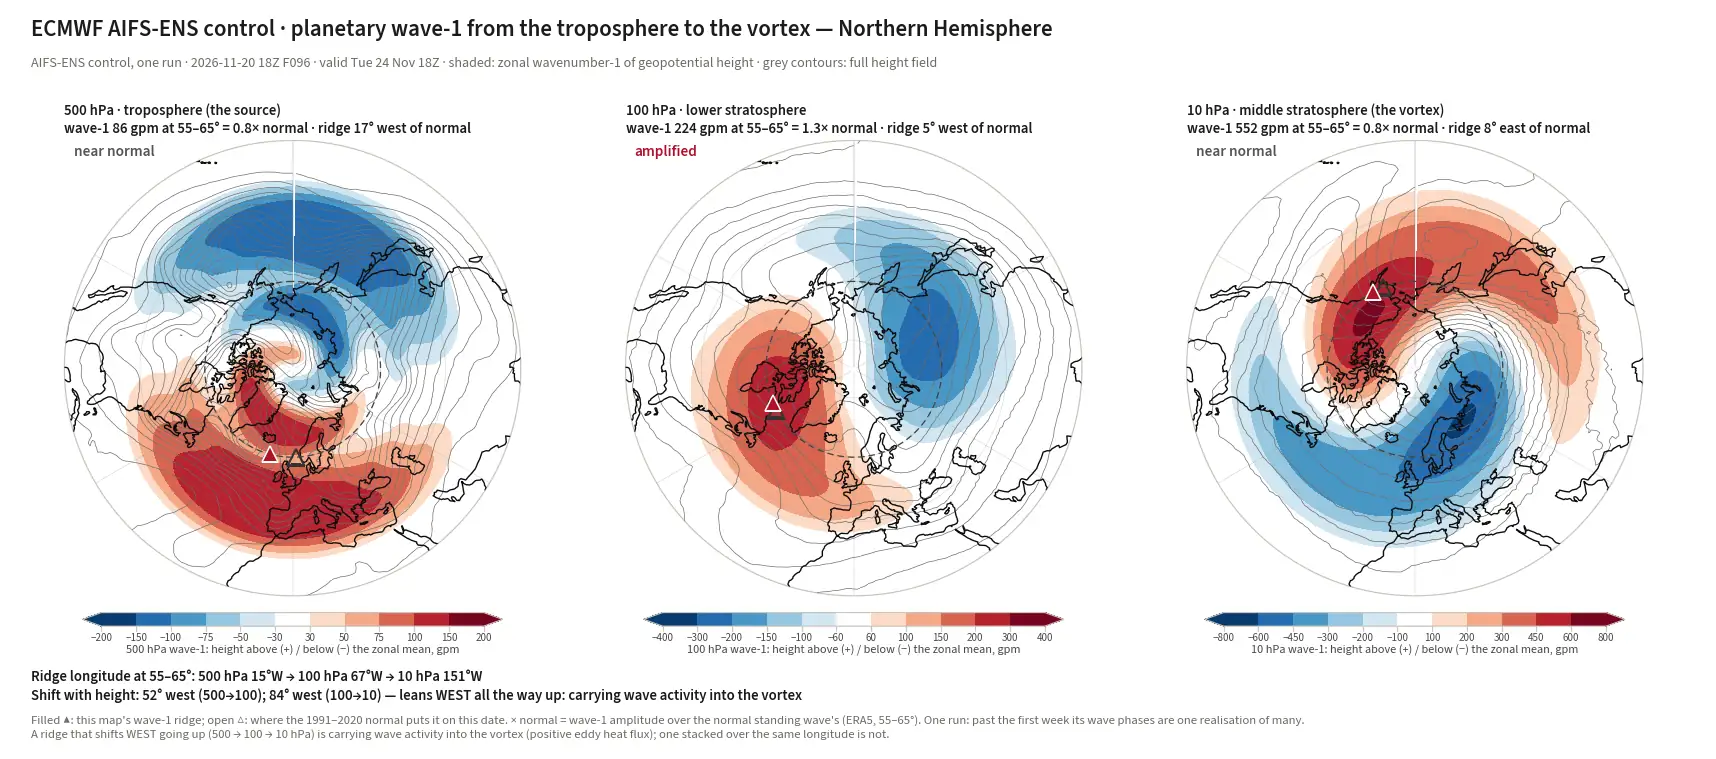 ECMWF AIFS-ENS control · planetary wave-1 from the troposphere to the vortex — Northern Hemisphere
AIFS-ENS control, one run · 2026-11-20 18Z F096 · valid Tue 24 Nov 18Z · shaded: zonal wavenumber-1 of geopotential height · grey contours: full height field
500 hPa · troposphere (the source)
wave-1 86 gpm at 55–65° = 0.8× normal · ridge 17° west of normal
near normal
100 hPa · lower stratosphere
wave-1 224 gpm at 55–65° = 1.3× normal · ridge 5° west of normal
amplified
10 hPa · middle stratosphere (the vortex)
wave-1 552 gpm at 55–65° = 0.8× normal · ridge 8° east of normal
near normal
−200 −150 −100 −75 −50 −30 30 50 75 100 150 200
500 hPa wave-1: height above (+) / below (−) the zonal mean, gpm
−400 −300 −200 −150 −100 −60 60 100 150 200 300 400
100 hPa wave-1: height above (+) / below (−) the zonal mean, gpm
−800 −600 −450 −300 −200 −100 100 200 300 450 600 800
10 hPa wave-1: height above (+) / below (−) the zonal mean, gpm
Ridge longitude at 55–65°: 500 hPa 15°W → 100 hPa 67°W → 10 hPa 151°W
Shift with height: 52° west (500→100); 84° west (100→10) — leans WEST all the way up: carrying wave activity into the vortex
Filled ▲: this map's wave-1 ridge; open △: where the 1991–2020 normal puts it on this date. × normal = wave-1 amplitude over the normal standing wave's (ERA5, 55–65°). One run: past the first week its wave phases are one realisation of many.
A ridge that shifts WEST going up (500 → 100 → 10 hPa) is carrying wave activity into the vortex (positive eddy heat flux); one stacked over the same longitude is not.